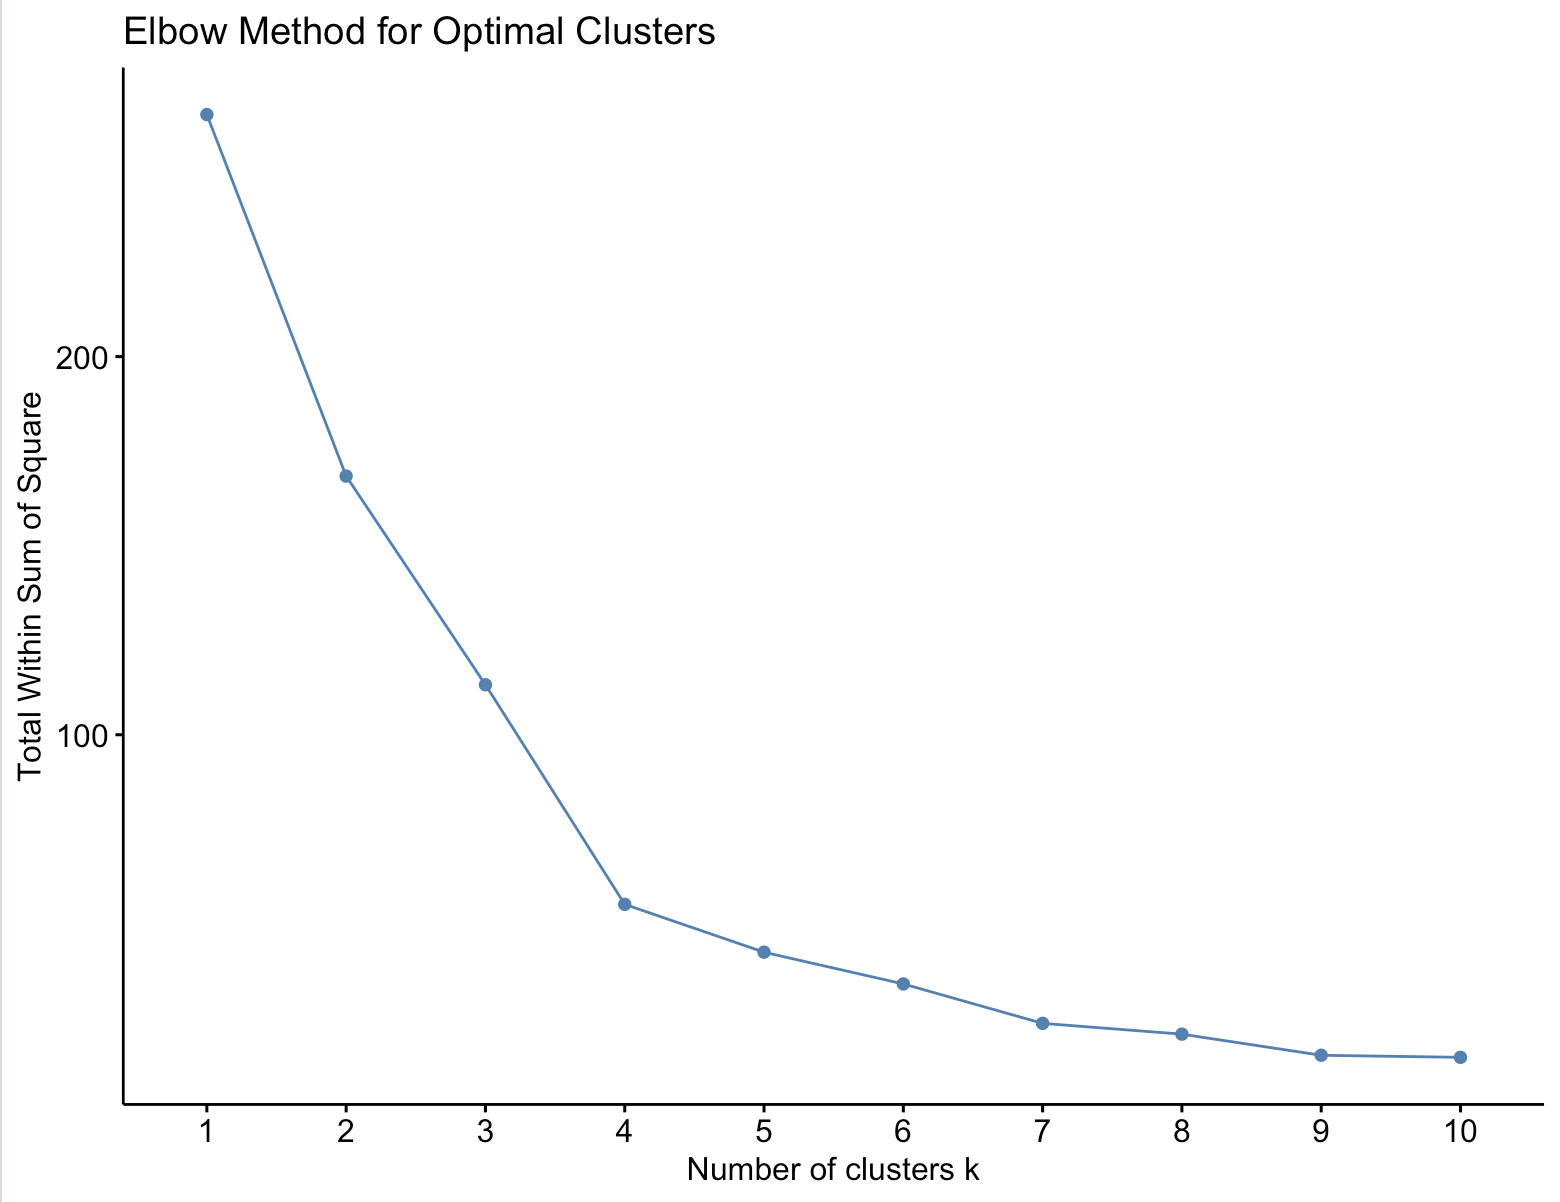 Elbow Method for Optimal Clusters
200
100
Total Within Sum of Square
1 2 3 4 5 6 7 8 9 10
Number of clusters k